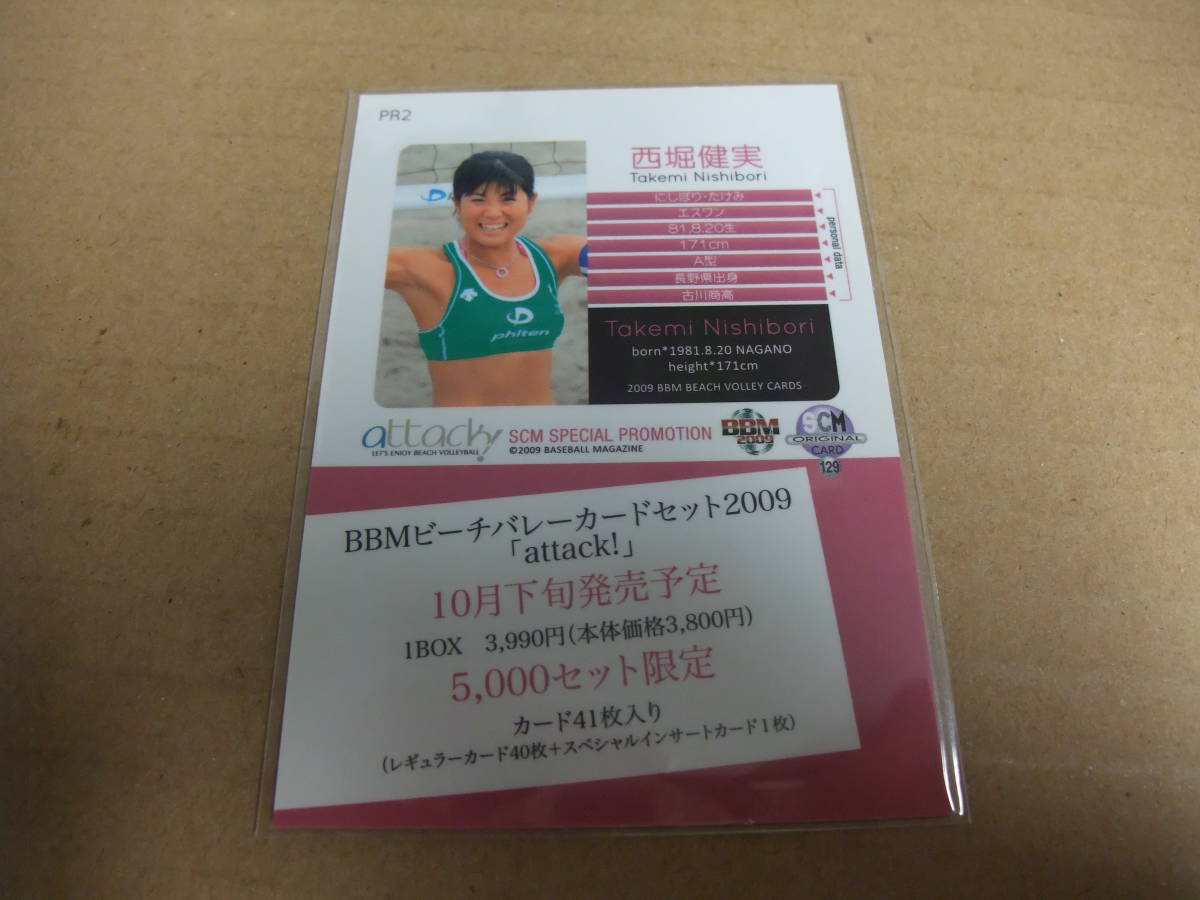 PR2
西堀健実
Takemi Nishibori
にしぼり・たけみ
エスワン
81.8.20生
171cm
A型
長野県出身
古川商高
personal data
phiten
Takemi Nishibori
born*1981.8.20 NAGANO
height*171cm
2009 BBM BEACH VOLLEY CARDS
attack!
LET'S ENJOY BEACH VOLLEYBALL
SCM SPECIAL PROMOTION
©2009 BASEBALL MAGAZINE
BBM
2009
SCM
ORIGINAL
CARD
129
BBMビーチバレーカードセット2009
「attack!」
10月下旬発売予定
1BOX 3,990円(本体価格3,800円)
5,000セット限定
カード41枚入り
(レギュラーカード40枚+スペシャルインサートカード1枚)